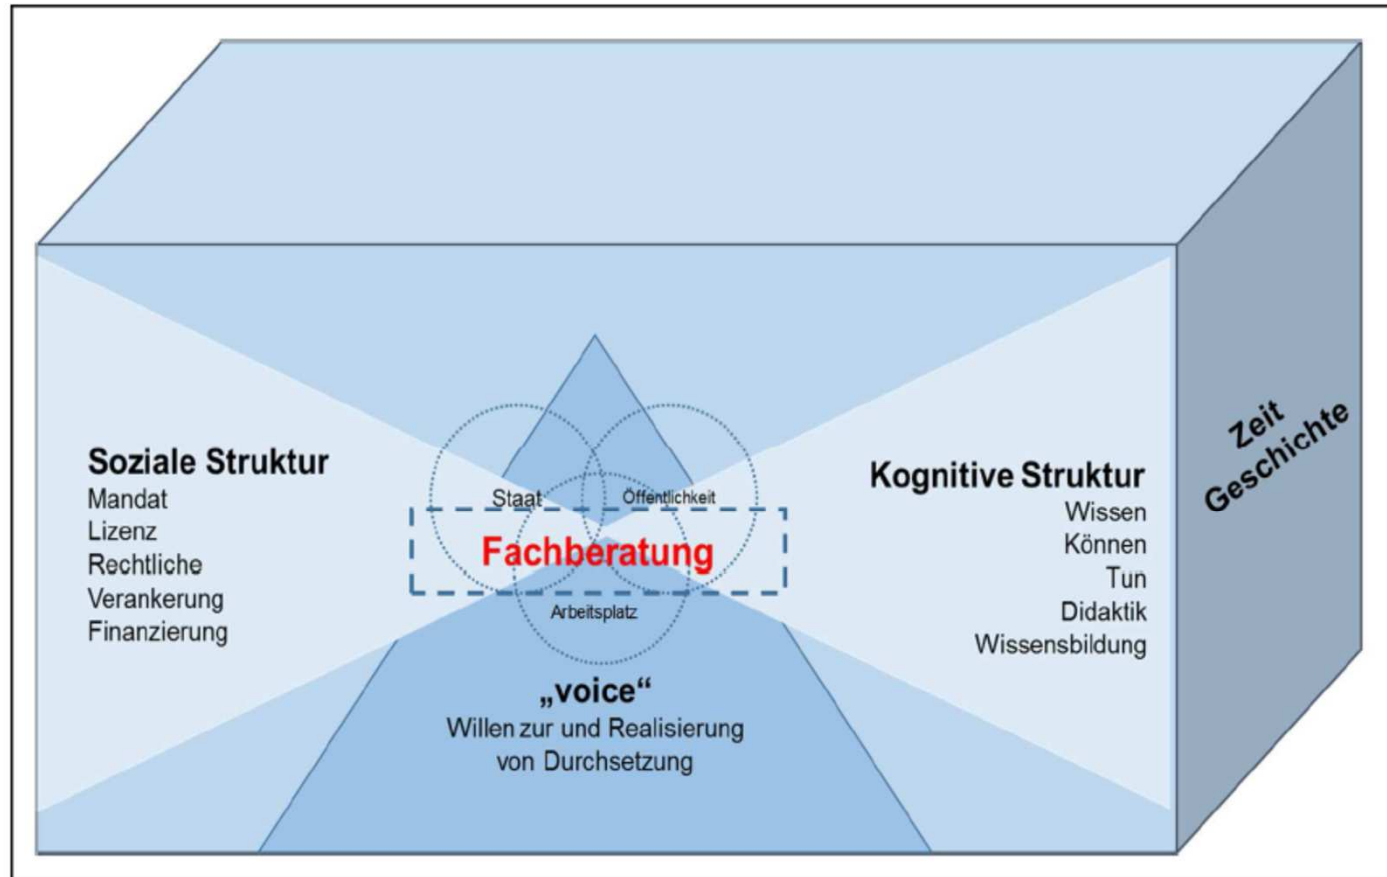 Soziale Struktur
Mandat
Lizenz
Rechtliche
Verankerung
Finanzierung
Staat
Öffentlichkeit
Fachberatung
Arbeitsplatz
„voice“
Willen zur und Realisierung
von Durchsetzung
Kognitive Struktur
Wissen
Können
Tun
Didaktik
Wissensbildung
Zeit
Geschichte